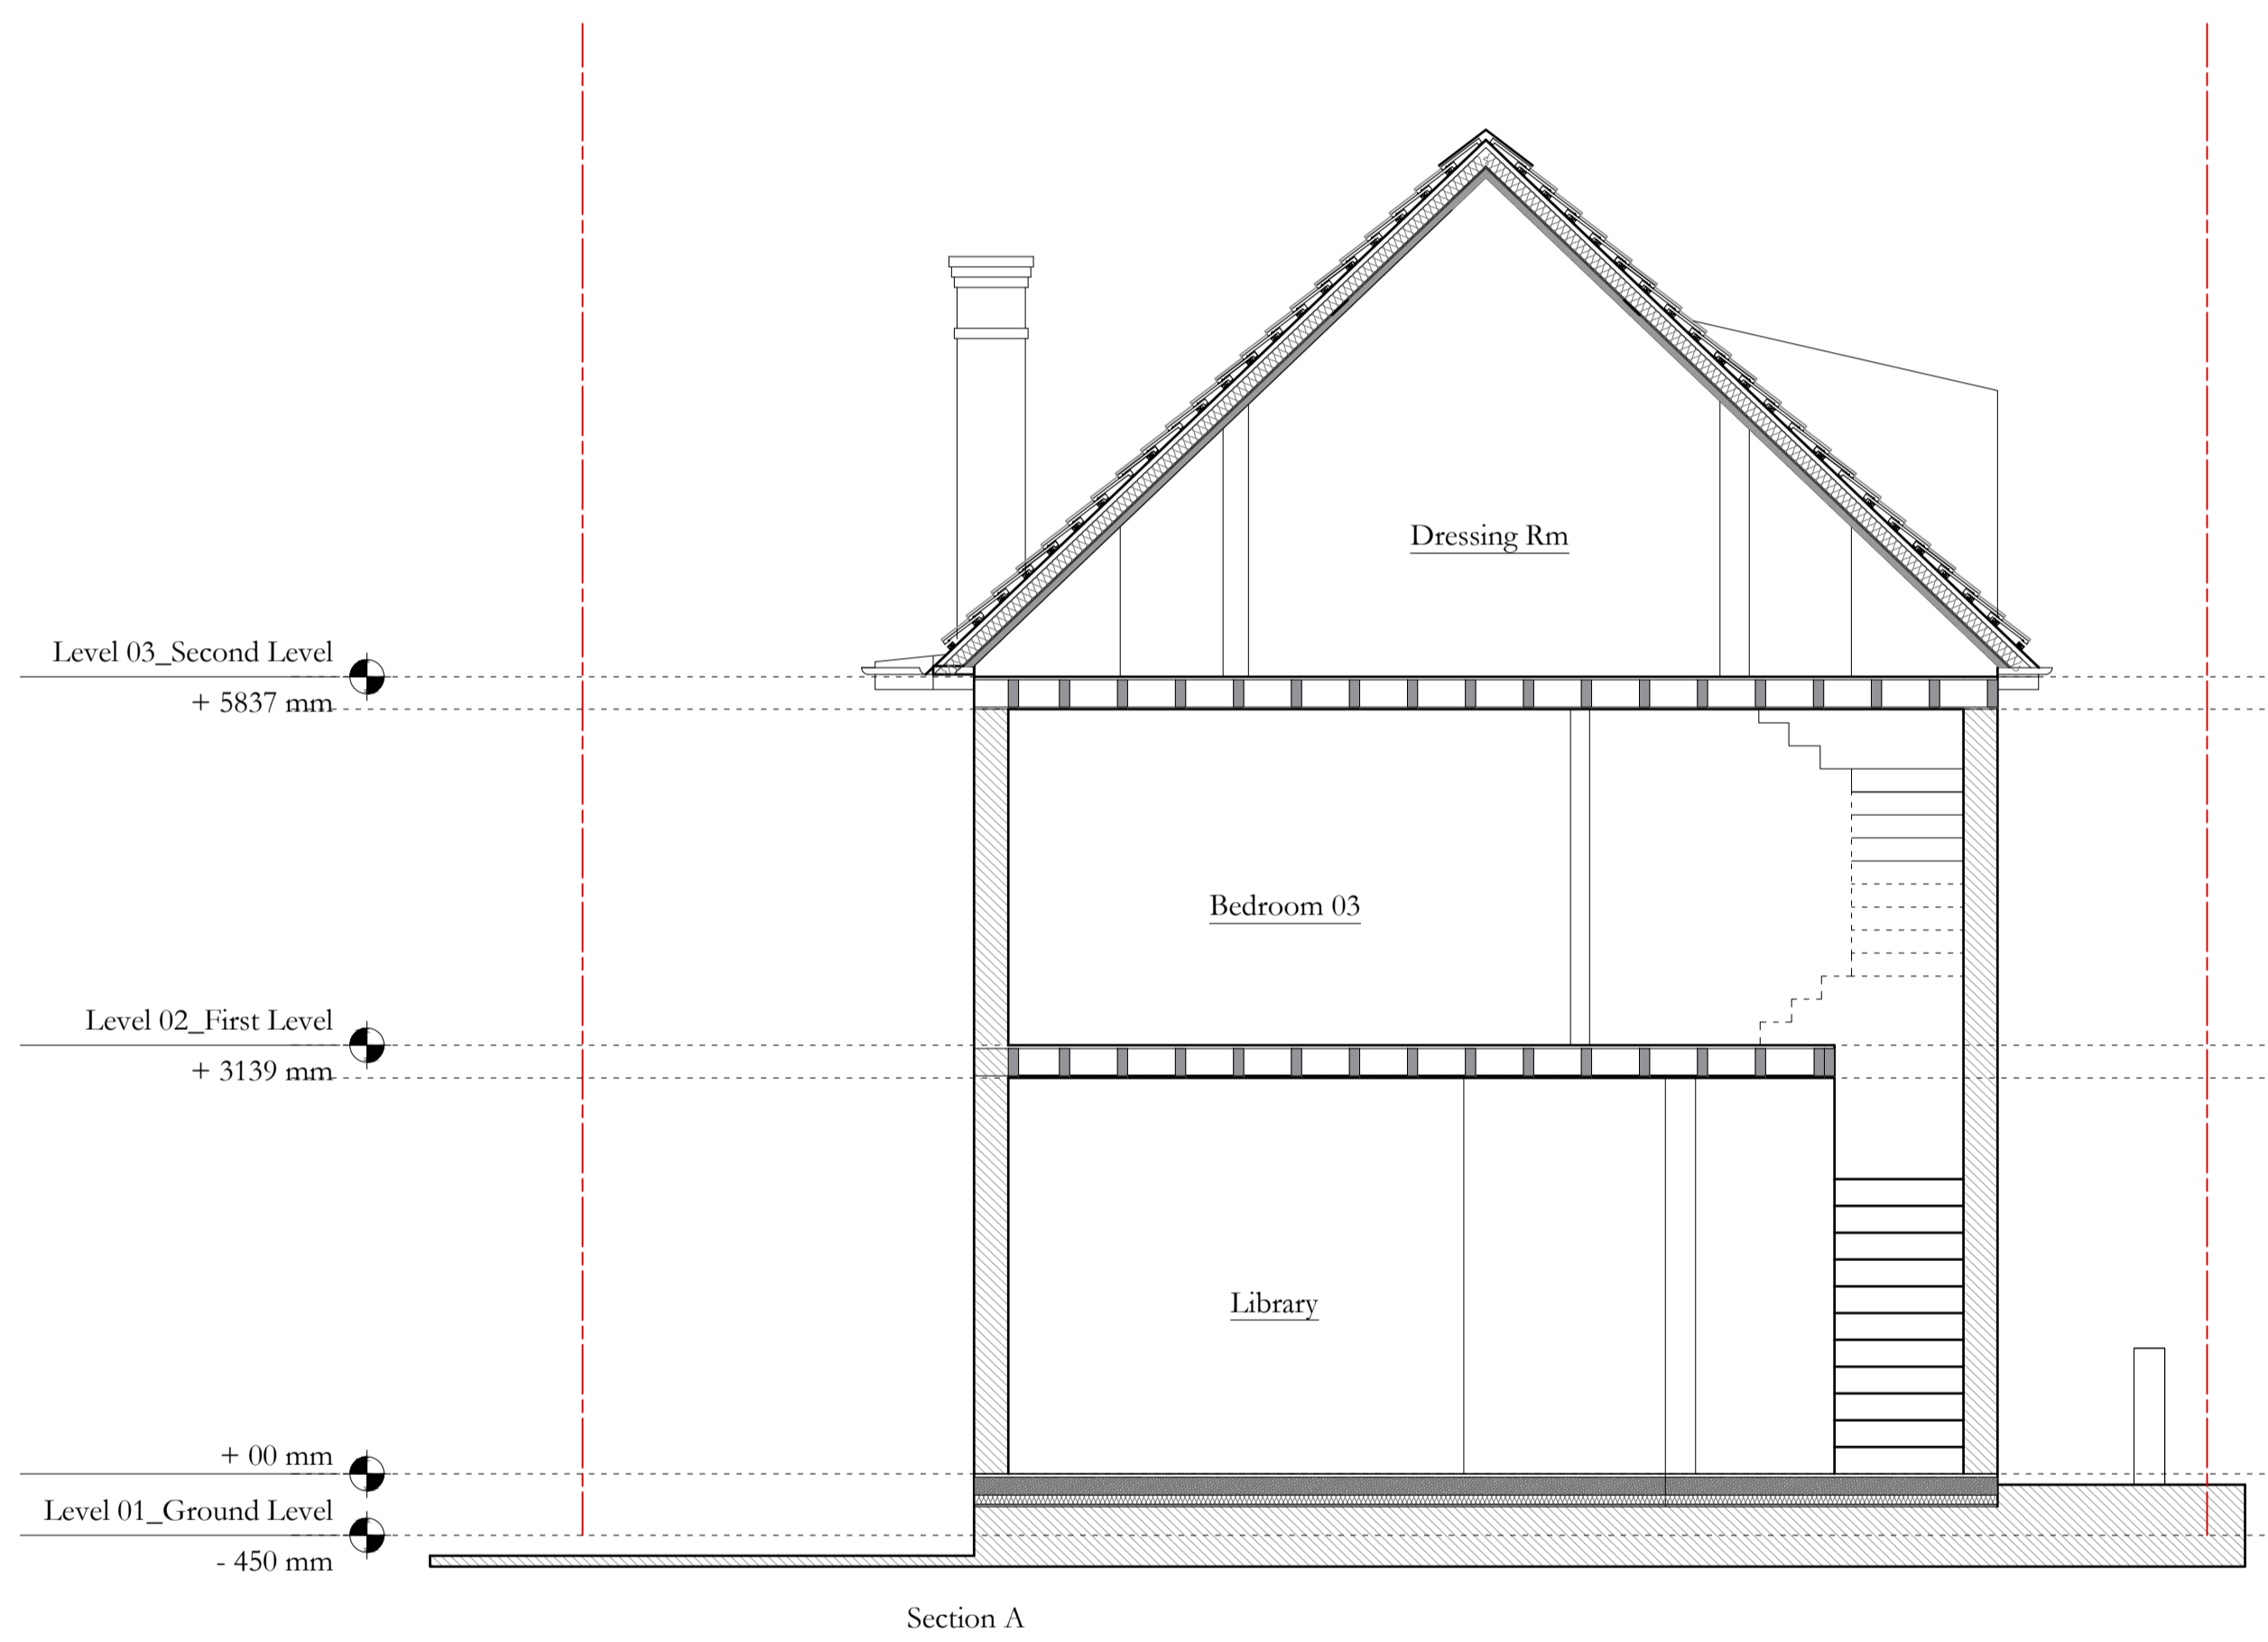 Dressing Rm
Level 03_Second Level
+ 5837 mm
Bedroom 03
Level 02_First Level
+ 3139 mm
Library
+ 00 mm
Level 01_Ground Level
- 450 mm
Section A